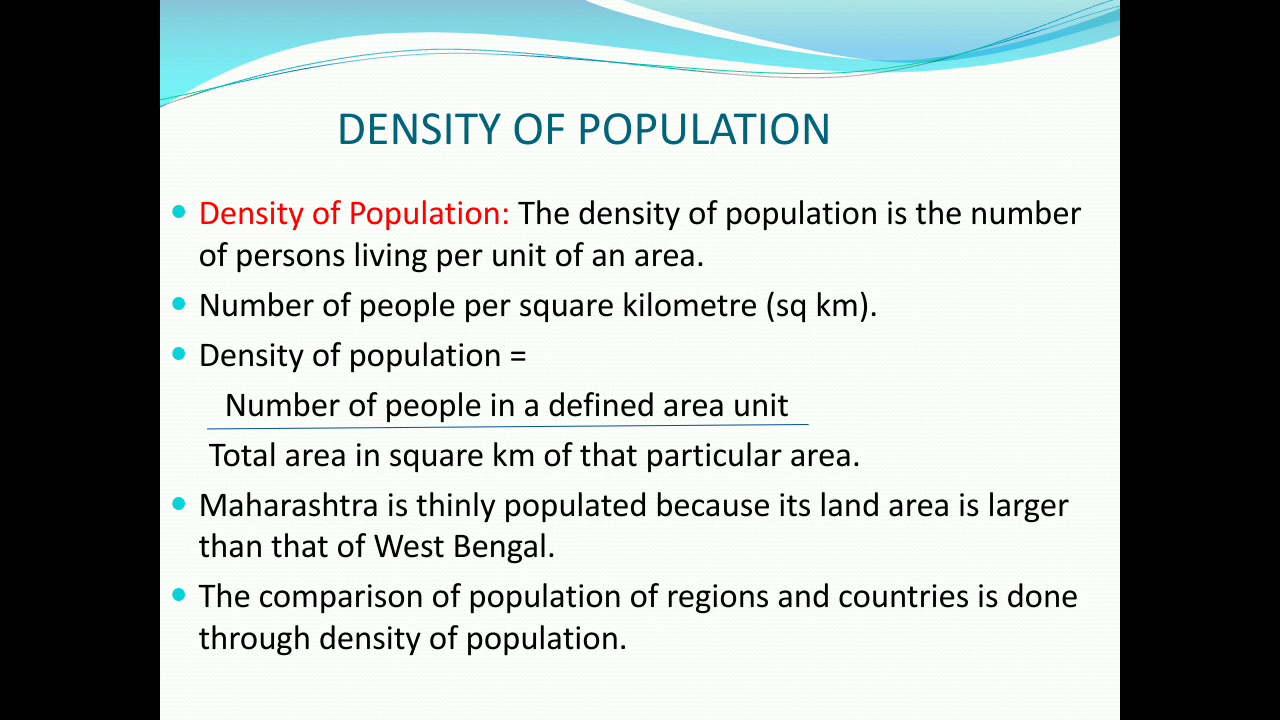 DENSITY OF POPULATION
Density of Population: The density of population is the number
of persons living per unit of an area.
Number of people per square kilometre (sq km).
Density of population =
Number of people in a defined area unit
Total area in square km of that particular area.
Maharashtra is thinly populated because its land area is larger
than that of West Bengal.
The comparison of population of regions and countries is done
through density of population.